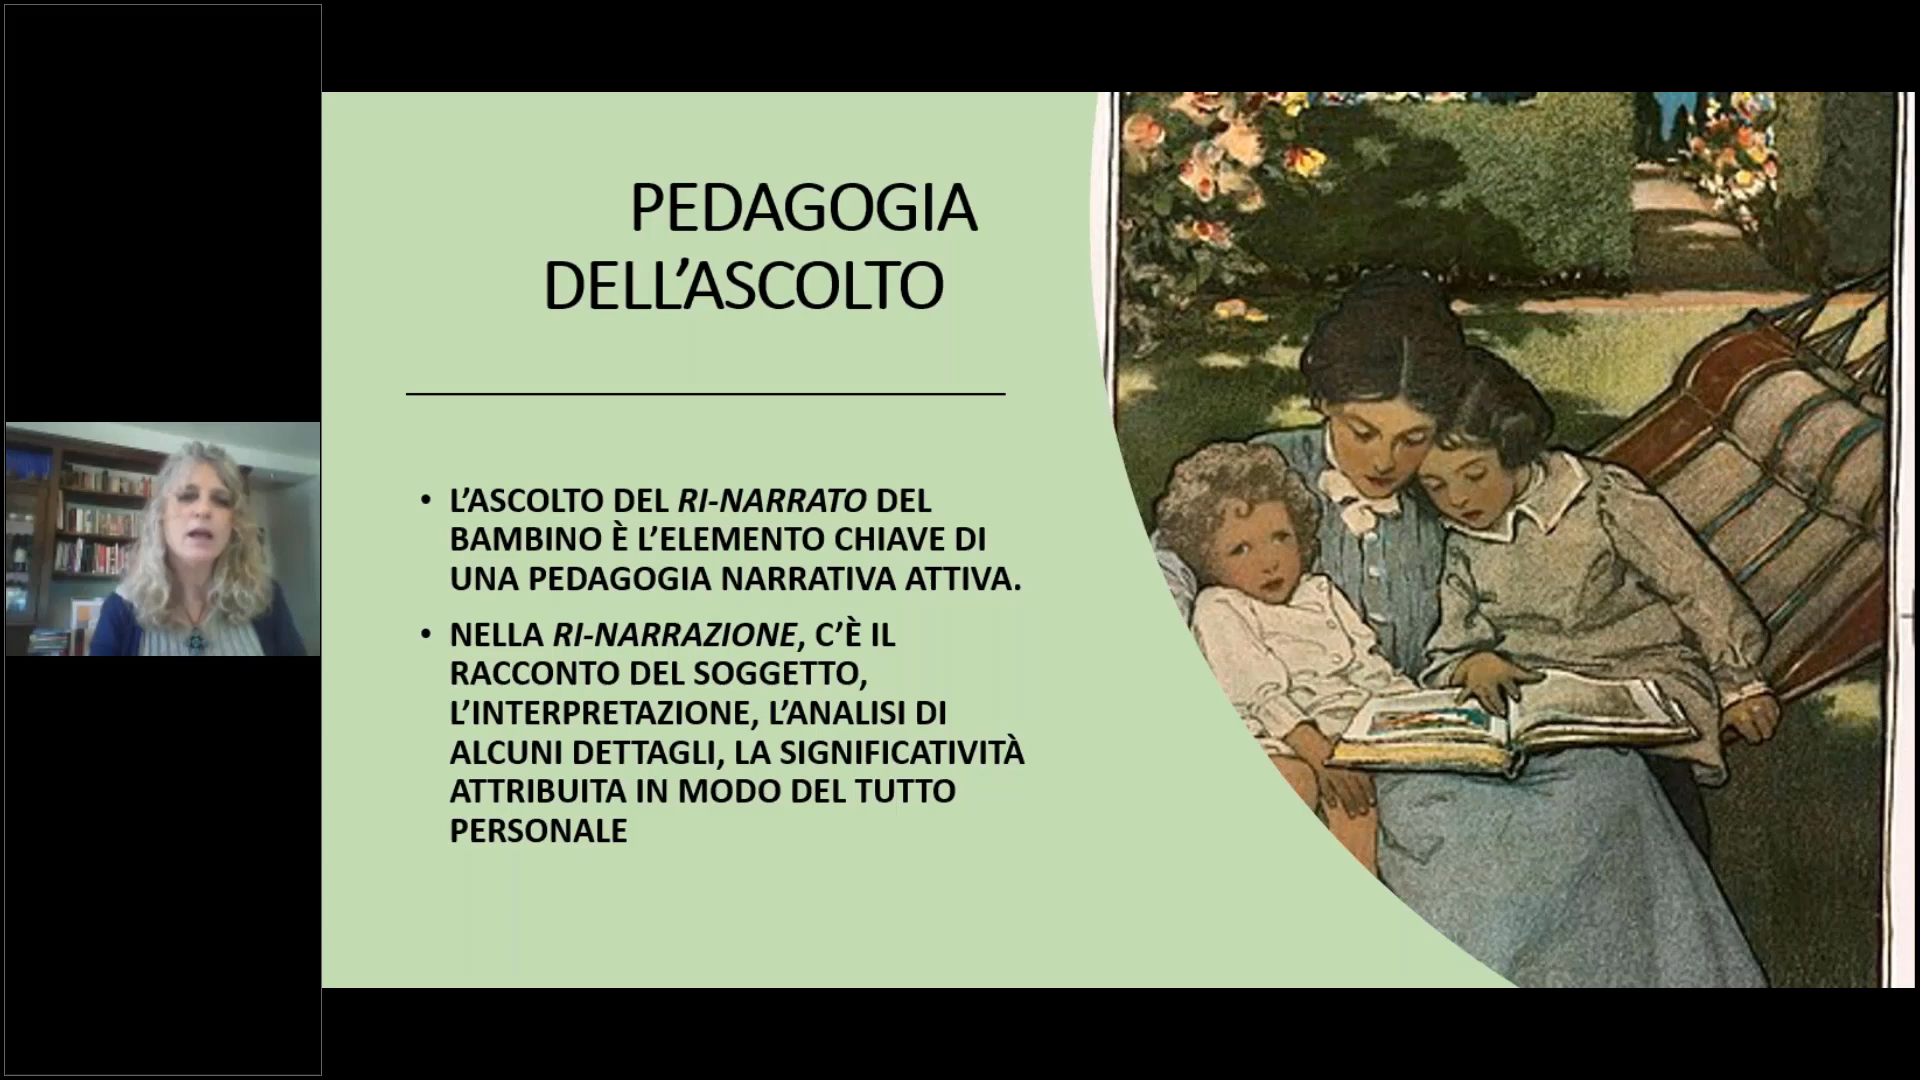 PEDAGOGIA
DELL’ASCOLTO
• L’ASCOLTO DEL RI-NARRATO DEL
BAMBINO È L’ELEMENTO CHIAVE DI
UNA PEDAGOGIA NARRATIVA ATTIVA.
• NELLA RI-NARRAZIONE, C’È IL
RACCONTO DEL SOGGETTO,
L’INTERPRETAZIONE, L’ANALISI DI
ALCUNI DETTAGLI, LA SIGNIFICATIVITÀ
ATTRIBUITA IN MODO DEL TUTTO
PERSONALE